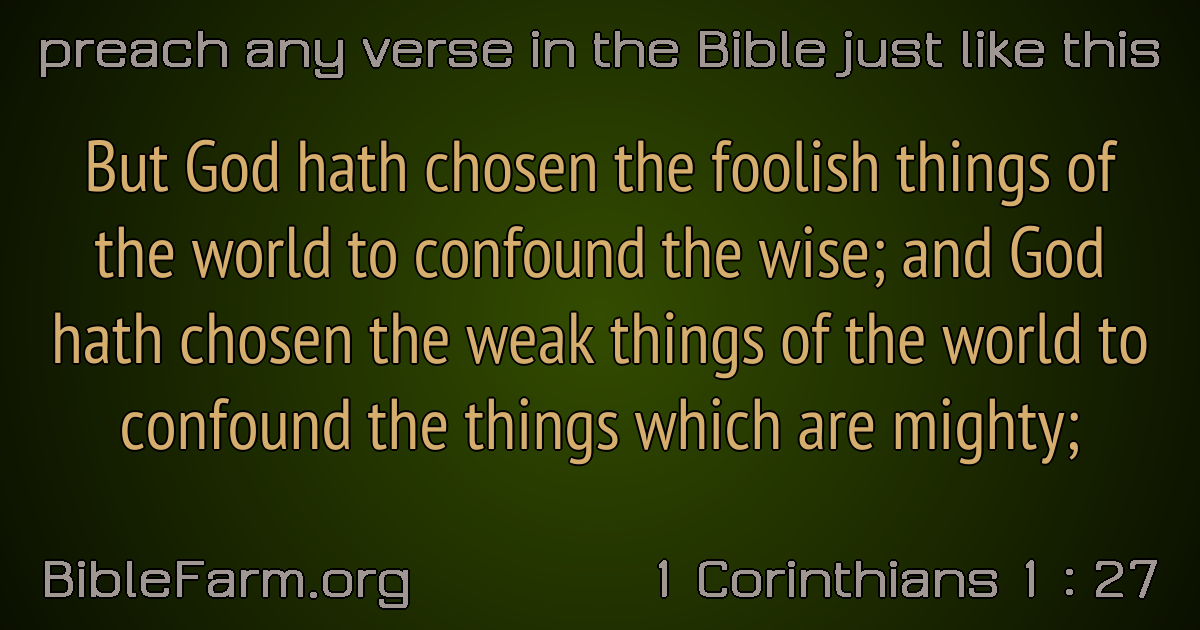 preach any verse in the Bible just like this
But God hath chosen the foolish things of
the world to confound the wise; and God
hath chosen the weak things of the world to
confound the things which are mighty;
BibleFarm.org
1 Corinthians 1 : 27